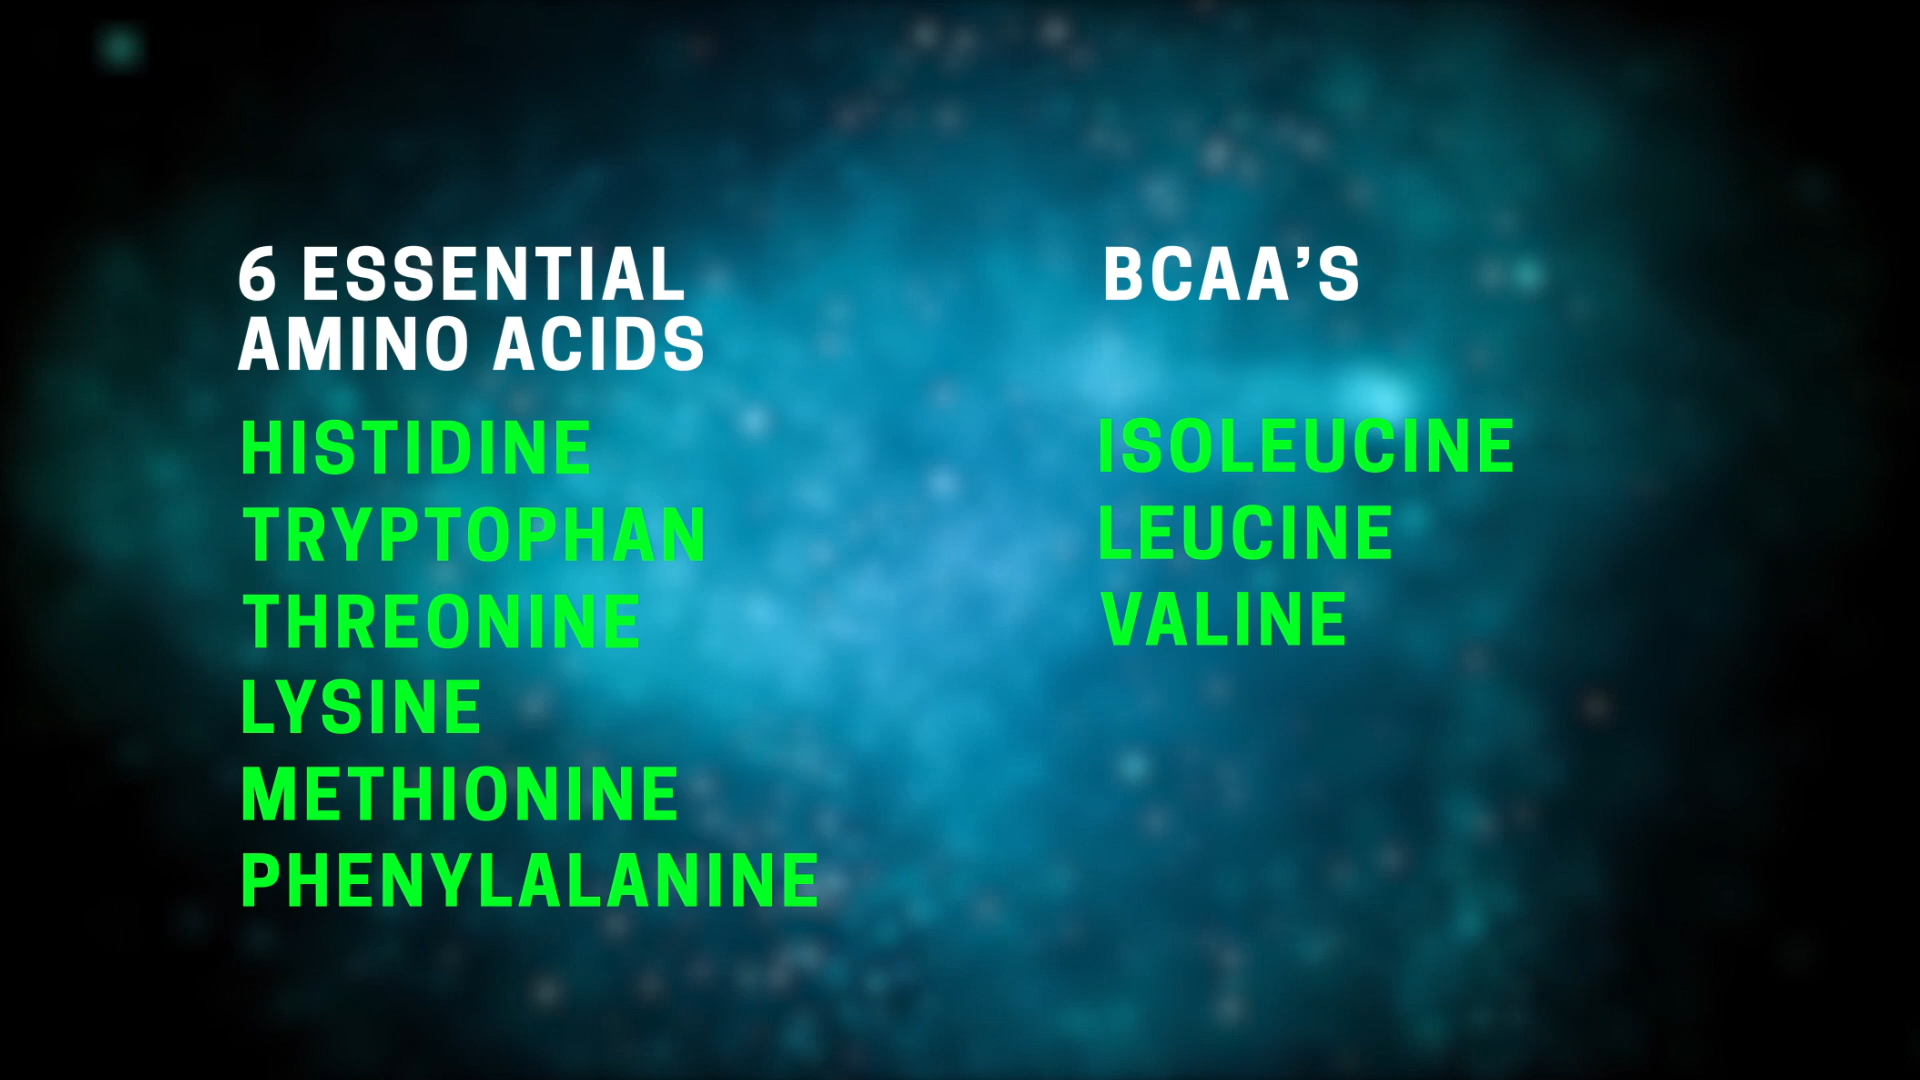 6 ESSENTIAL
AMINO ACIDS
HISTIDINE
TRYPTOPHAN
THREONINE
LYSINE
METHIONINE
PHENYLALANINE
BCAA’S
ISOLEUCINE
LEUCINE
VALINE